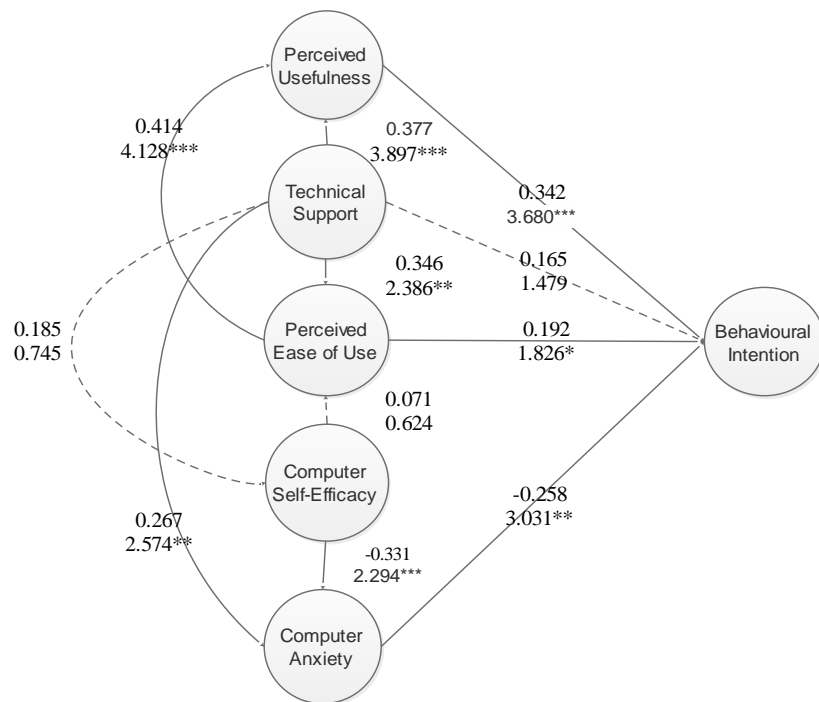 Perceived
Usefulness
0.414
4.128***
0.377
3.897***
Technical
Support
0.342
3.680***
0.165
1.479
0.346
2.386**
0.185
0.745
Perceived
Ease of Use
0.192
1.826*
Behavioural
Intention
0.071
0.624
Computer
Self-Efficacy
-0.258
3.031**
0.267
2.574**
-0.331
2.294***
Computer
Anxiety